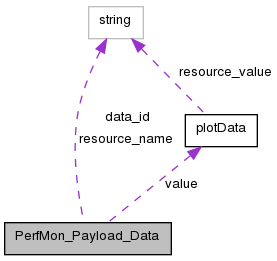 string
resource_value
data_id
resource_name
plotData
value
PerfMon_Payload_Data